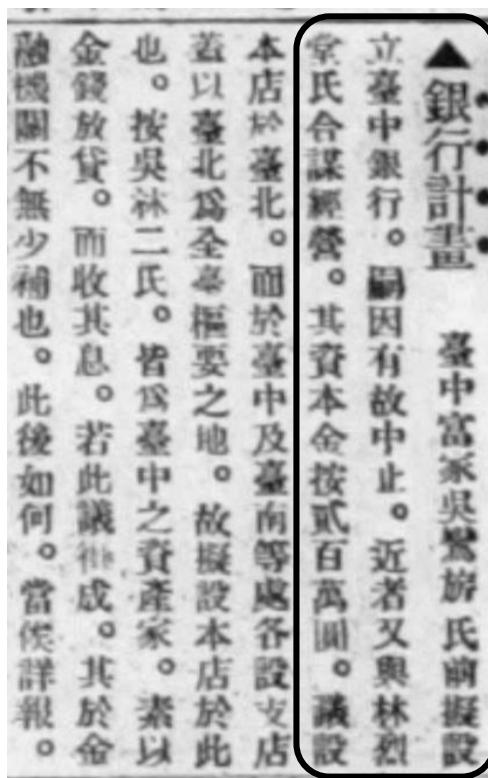 ▲銀行計畫 臺中富家吳鸞旂氏前擬設
立臺中銀行。嗣因有故中止。近者又與林烈
堂氏合謀經營。其資本金按貳百萬圓。議設
本店於臺北。而於臺中及臺南等處各設支店
蓋以臺北爲全臺樞要之地。故擬設本店於此
也。按吳林二氏。皆爲臺中之資產家。素以
金錢放貸。而收其息。若此議成。其於金
融機關不無少補也。此後如何。當俟詳報。